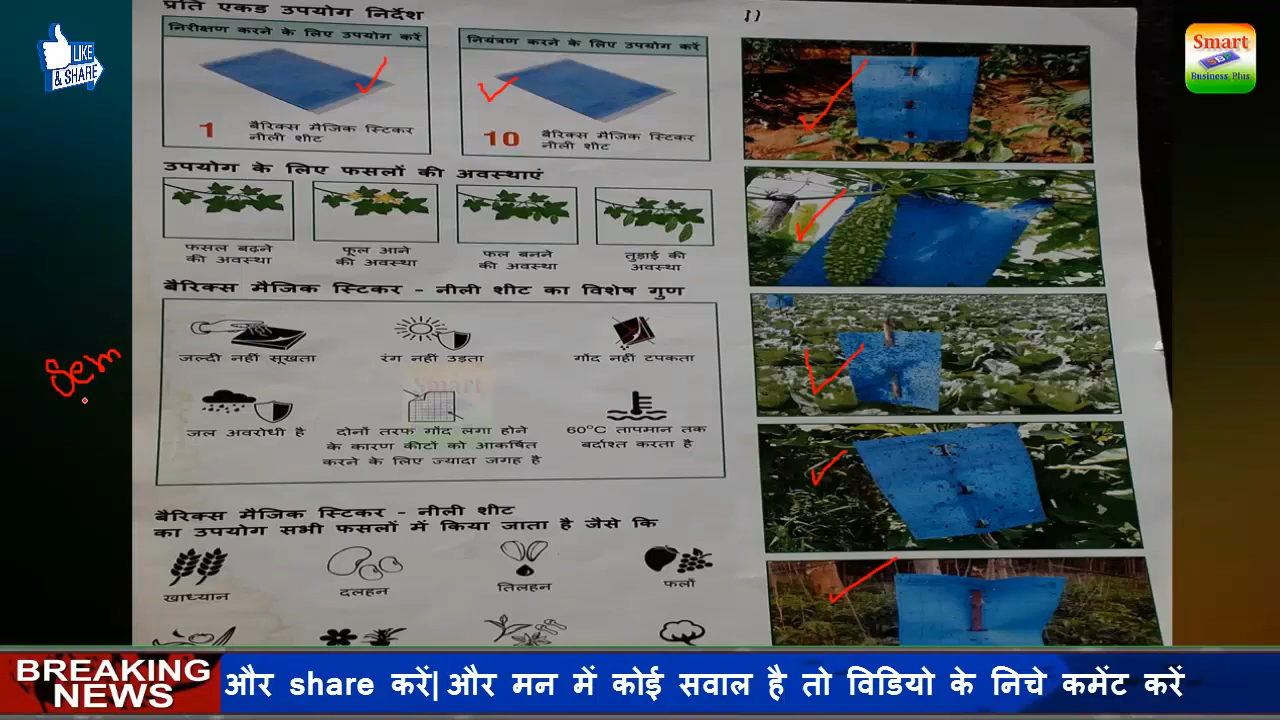 LIKE
& SHARE
Smart
Business Plus
प्रति एकड उपयोग निर्देश
निरीक्षण करने के लिए उपयोग करें
1 बैरिक्स मैजिक स्टिकर
नीली शीट
नियंत्रण करने के लिए उपयोग करें
10 बैरिक्स मैजिक स्टिकर
नीली शीट
उपयोग के लिए फसलों की अवस्थाएं
फसल बढ़ने
की अवस्था
फूल आने
की अवस्था
फल बनने
की अवस्था
तुड़ाई की
अवस्था
बैरिक्स मैजिक स्टिकर - नीली शीट का विशेष गुण
जल्दी नहीं सूखता
रंग नहीं उड़ता
गोंद नहीं टपकता
जल अवरोधी है
दोनों तरफ गोंद लगा होने
के कारण कीटों को आकर्षित
करने के लिए ज्यादा जगह है
60°C तापमान तक
बर्दाश्त करता है
Smart
बैरिक्स मैजिक स्टिकर - नीली शीट
का उपयोग सभी फसलों में किया जाता है जैसे कि
खाध्यान
दलहन
तिलहन
फलों
Sem
BREAKING
NEWS
और share करें| और मन में कोई सवाल है तो विडियो के निचे कमेंट करें